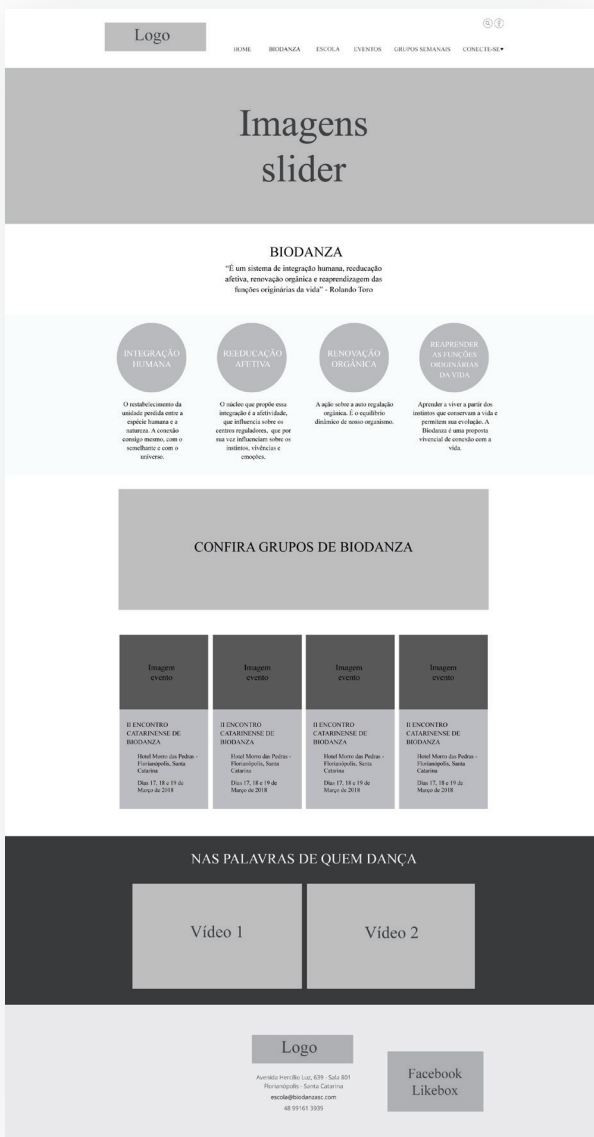 Logo
HOME BIODANZA ESCOLA EVENTOS GRUPOS SEMANAIS CONECTE-SE▾
Imagens
slider
BIODANZA
“É um sistema de integração humana, reeducação
afetiva, renovação orgânica e reaprendizagem das
funções originárias da vida” - Rolando Toro
INTEGRAÇÃO
HUMANA
O restabelecimento da
unidade perdida entre a
espécie humana e a
natureza. A conexão
consigo mesmo, com o
semelhante e com o
universo.
REEDUCAÇÃO
AFETIVA
O núcleo que propõe essa
integração é a afetividade,
que influencia sobre os
centros reguladores, que por
sua vez influenciam sobre os
instintos, vivências e
emoções.
RENOVAÇÃO
ORGÂNICA
A ação sobre a auto regulação
orgânica. É o equilíbrio
dinâmico de nosso organismo.
REAPRENDER
AS FUNÇÕES
ORIGINÁRIAS
DA VIDA
Aprender a viver a partir dos
instintos que conservam a vida e
permitem sua evolução. A
Biodanza é uma proposta
vivencial de conexão com a
vida.
CONFIRA GRUPOS DE BIODANZA
Imagem
evento
II ENCONTRO
CATARINENSE DE
BIODANZA
Hotel Morro das Pedras -
Florianópolis, Santa
Catarina
Dias 17, 18 e 19 de
Março de 2018
Imagem
evento
II ENCONTRO
CATARINENSE DE
BIODANZA
Hotel Morro das Pedras -
Florianópolis, Santa
Catarina
Dias 17, 18 e 19 de
Março de 2018
Imagem
evento
II ENCONTRO
CATARINENSE DE
BIODANZA
Hotel Morro das Pedras -
Florianópolis, Santa
Catarina
Dias 17, 18 e 19 de
Março de 2018
Imagem
evento
II ENCONTRO
CATARINENSE DE
BIODANZA
Hotel Morro das Pedras -
Florianópolis, Santa
Catarina
Dias 17, 18 e 19 de
Março de 2018
NAS PALAVRAS DE QUEM DANÇA
Vídeo 1
Vídeo 2
Logo
Avenida Hercílio Luz, 639 - Sala 801
Florianópolis - Santa Catarina
escola@biodanzasc.com
48 99161 3939
Facebook
Likebox